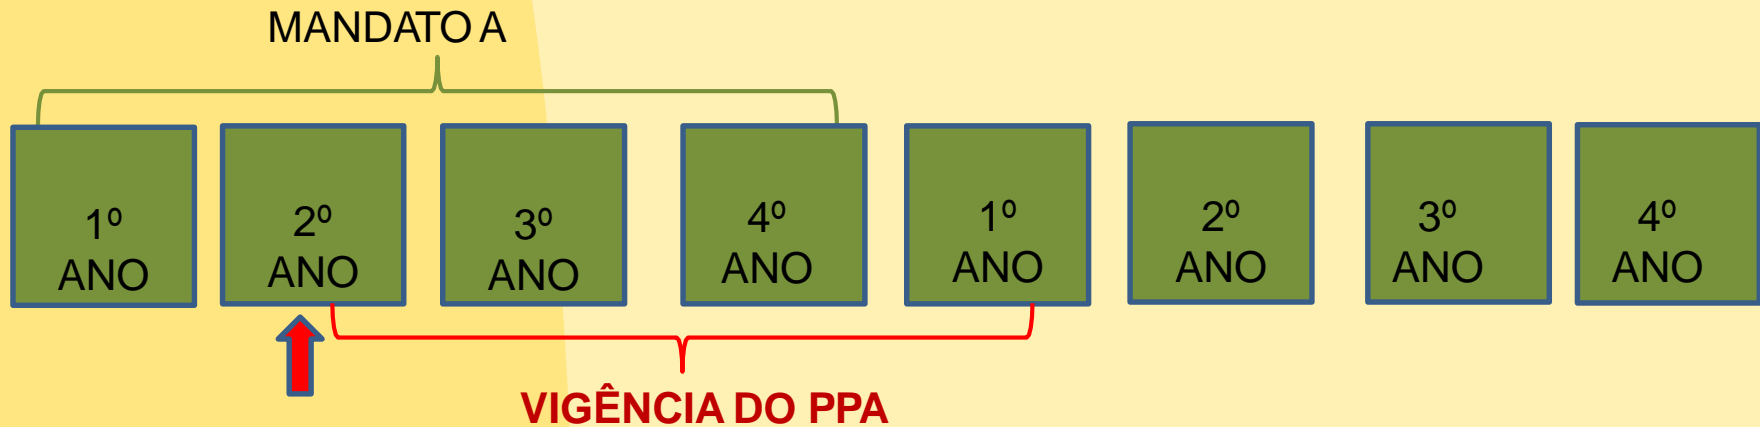 MANDATO A
1º
ANO
2º
ANO
3º
ANO
4º
ANO
1º
ANO
2º
ANO
3º
ANO
4º
ANO
VIGÊNCIA DO PPA